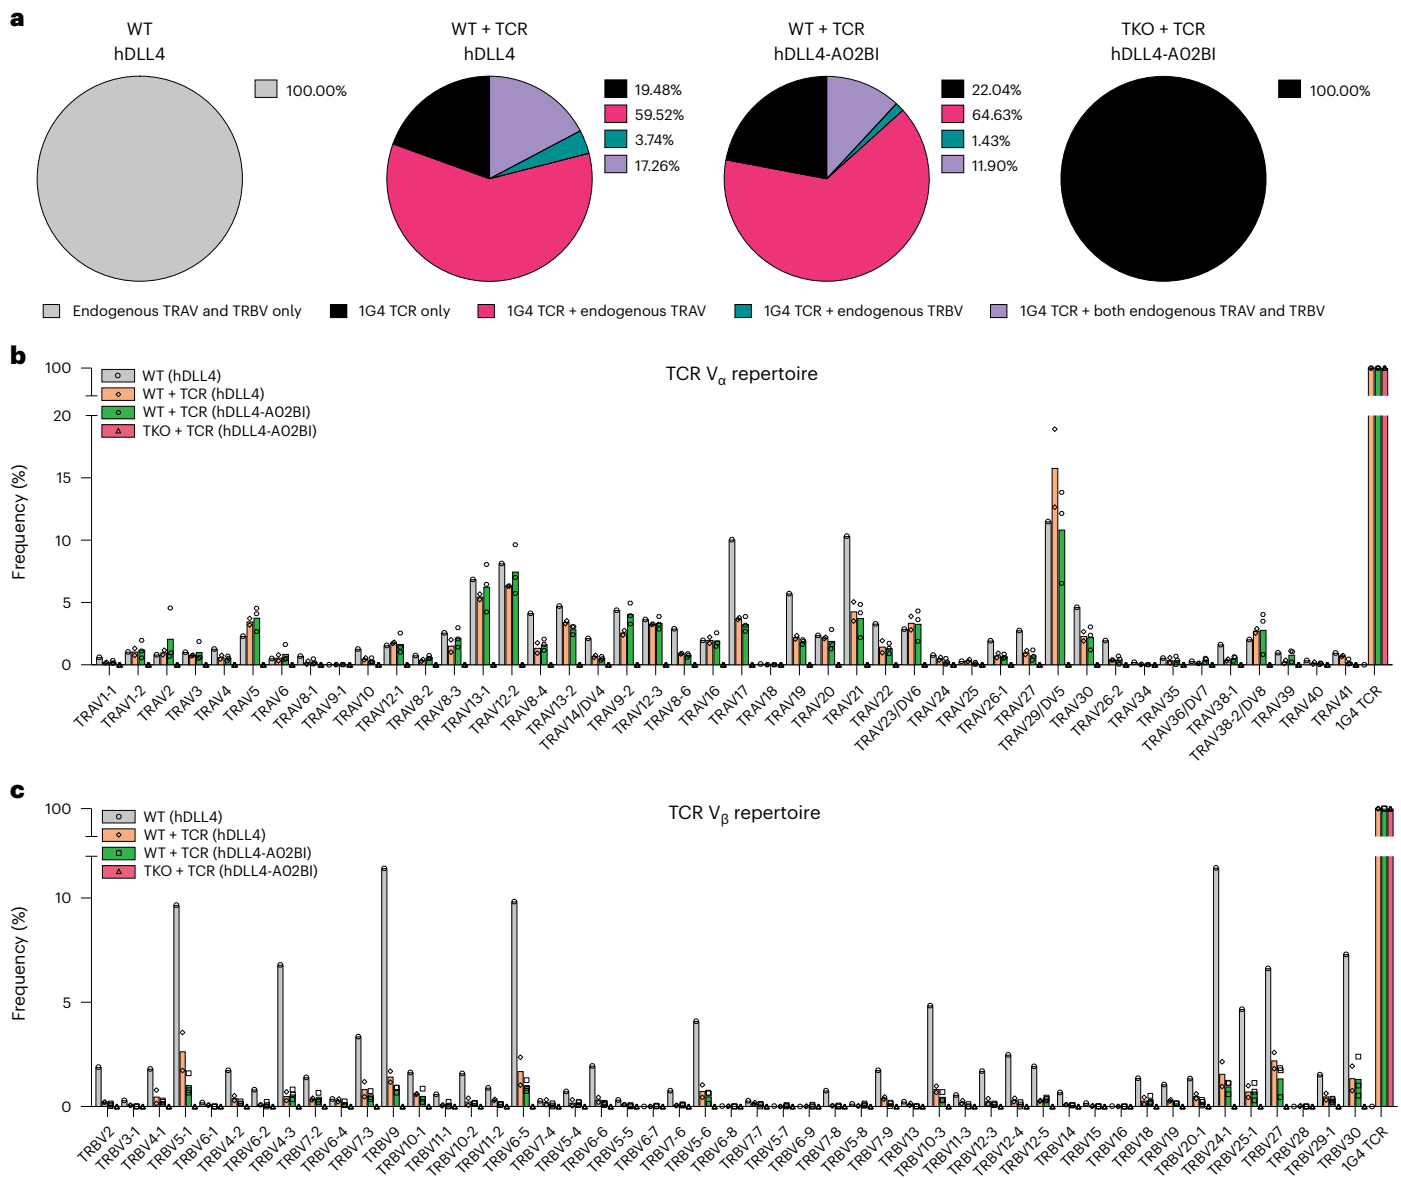 a
WT
hDLL4
100.00%
WT + TCR
hDLL4
19.48%
59.52%
3.74%
17.26%
WT + TCR
hDLL4-A02BI
22.04%
64.63%
1.43%
11.90%
TKO + TCR
hDLL4-A02BI
100.00%
Endogenous TRAV and TRBV only
1G4 TCR only
1G4 TCR + endogenous TRAV
1G4 TCR + endogenous TRBV
1G4 TCR + both endogenous TRAV and TRBV
b
TCR Vα repertoire
WT (hDLL4)
WT + TCR (hDLL4)
WT + TCR (hDLL4-A02BI)
TKO + TCR (hDLL4-A02BI)
Frequency (%)
100
20
15
10
5
0
TRAV1-1
TRAV1-2
TRAV2
TRAV3
TRAV4
TRAV5
TRAV6
TRAV8-1
TRAV9-1
TRAV10
TRAV12-1
TRAV8-2
TRAV8-3
TRAV13-1
TRAV12-2
TRAV8-4
TRAV13-2
TRAV14/DV4
TRAV9-2
TRAV12-3
TRAV8-6
TRAV16
TRAV17
TRAV18
TRAV19
TRAV20
TRAV21
TRAV22
TRAV23/DV6
TRAV24
TRAV25
TRAV26-1
TRAV27
TRAV29/DV5
TRAV30
TRAV26-2
TRAV34
TRAV35
TRAV36/DV7
TRAV38-1
TRAV38-2/DV8
TRAV39
TRAV40
TRAV41
1G4 TCR
c
TCR Vβ repertoire
WT (hDLL4)
WT + TCR (hDLL4)
WT + TCR (hDLL4-A02BI)
TKO + TCR (hDLL4-A02BI)
Frequency (%)
100
10
5
0
TRBV2
TRBV3-1
TRBV4-1
TRBV5-1
TRBV6-1
TRBV4-2
TRBV6-2
TRBV4-3
TRBV7-2
TRBV6-4
TRBV7-3
TRBV9
TRBV10-1
TRBV11-1
TRBV10-2
TRBV11-2
TRBV6-5
TRBV7-4
TRBV5-4
TRBV6-6
TRBV5-5
TRBV6-7
TRBV7-6
TRBV5-6
TRBV6-8
TRBV7-7
TRBV5-7
TRBV6-9
TRBV7-8
TRBV5-8
TRBV7-9
TRBV13
TRBV10-3
TRBV11-3
TRBV12-3
TRBV12-4
TRBV12-5
TRBV14
TRBV15
TRBV16
TRBV18
TRBV19
TRBV20-1
TRBV24-1
TRBV25-1
TRBV27
TRBV28
TRBV29-1
TRBV30
1G4 TCR